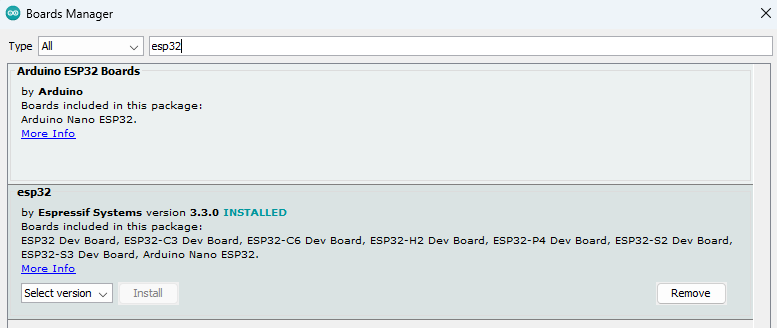 Boards Manager
Type All esp32
Arduino ESP32 Boards
by Arduino
Boards included in this package:
Arduino Nano ESP32.
More Info
esp32
by Espressif Systems version 3.3.0 INSTALLED
Boards included in this package:
ESP32 Dev Board, ESP32-C3 Dev Board, ESP32-C6 Dev Board, ESP32-H2 Dev Board, ESP32-P4 Dev Board, ESP32-S2 Dev Board,
ESP32-S3 Dev Board, Arduino Nano ESP32.
More Info
Select version Install Remove